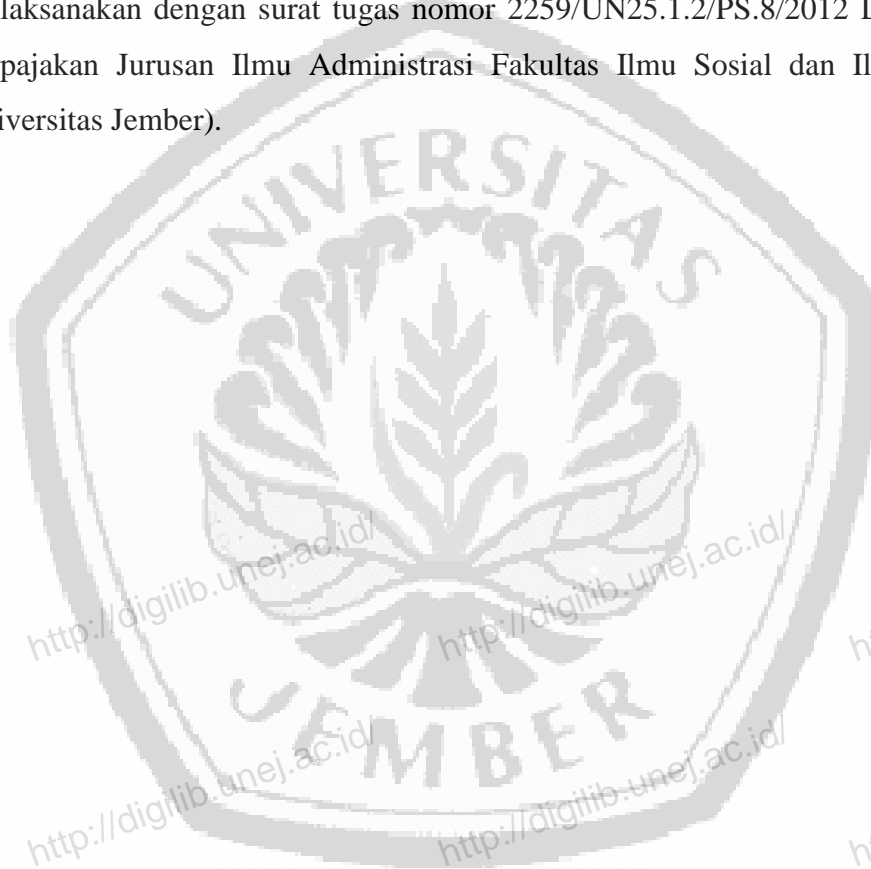 laksanakan dengan surat tugas nomor 2259/UN25.1.2/PS.8/2012
pajakan Jurusan Ilmu Administrasi Fakultas Ilmu Sosial dan
iversitas Jember).
UNIVERSITAS
http://digilib.unej.ac.id/
http://digilib.unej.ac.id/
JEMBER
http://digilib.unej.ac.id/
http://digilib.unej.ac.id/